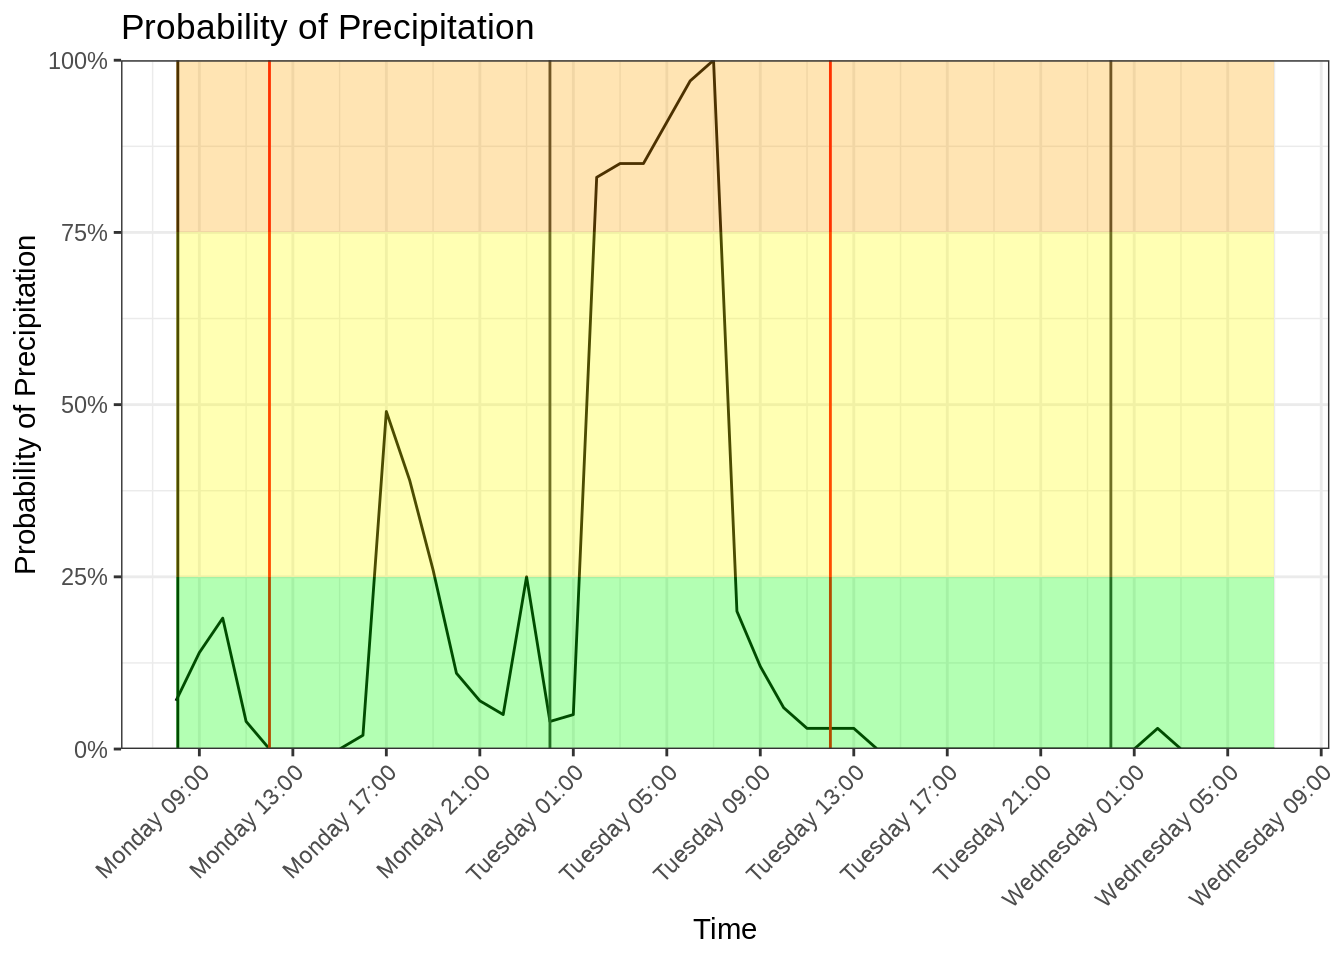 Probability of Precipitation
Probability of Precipitation
100%
75%
50%
25%
0%
Monday 09:00
Monday 13:00
Monday 17:00
Monday 21:00
Tuesday 01:00
Tuesday 05:00
Tuesday 09:00
Tuesday 13:00
Tuesday 17:00
Tuesday 21:00
Wednesday 01:00
Wednesday 05:00
Wednesday 09:00
Time